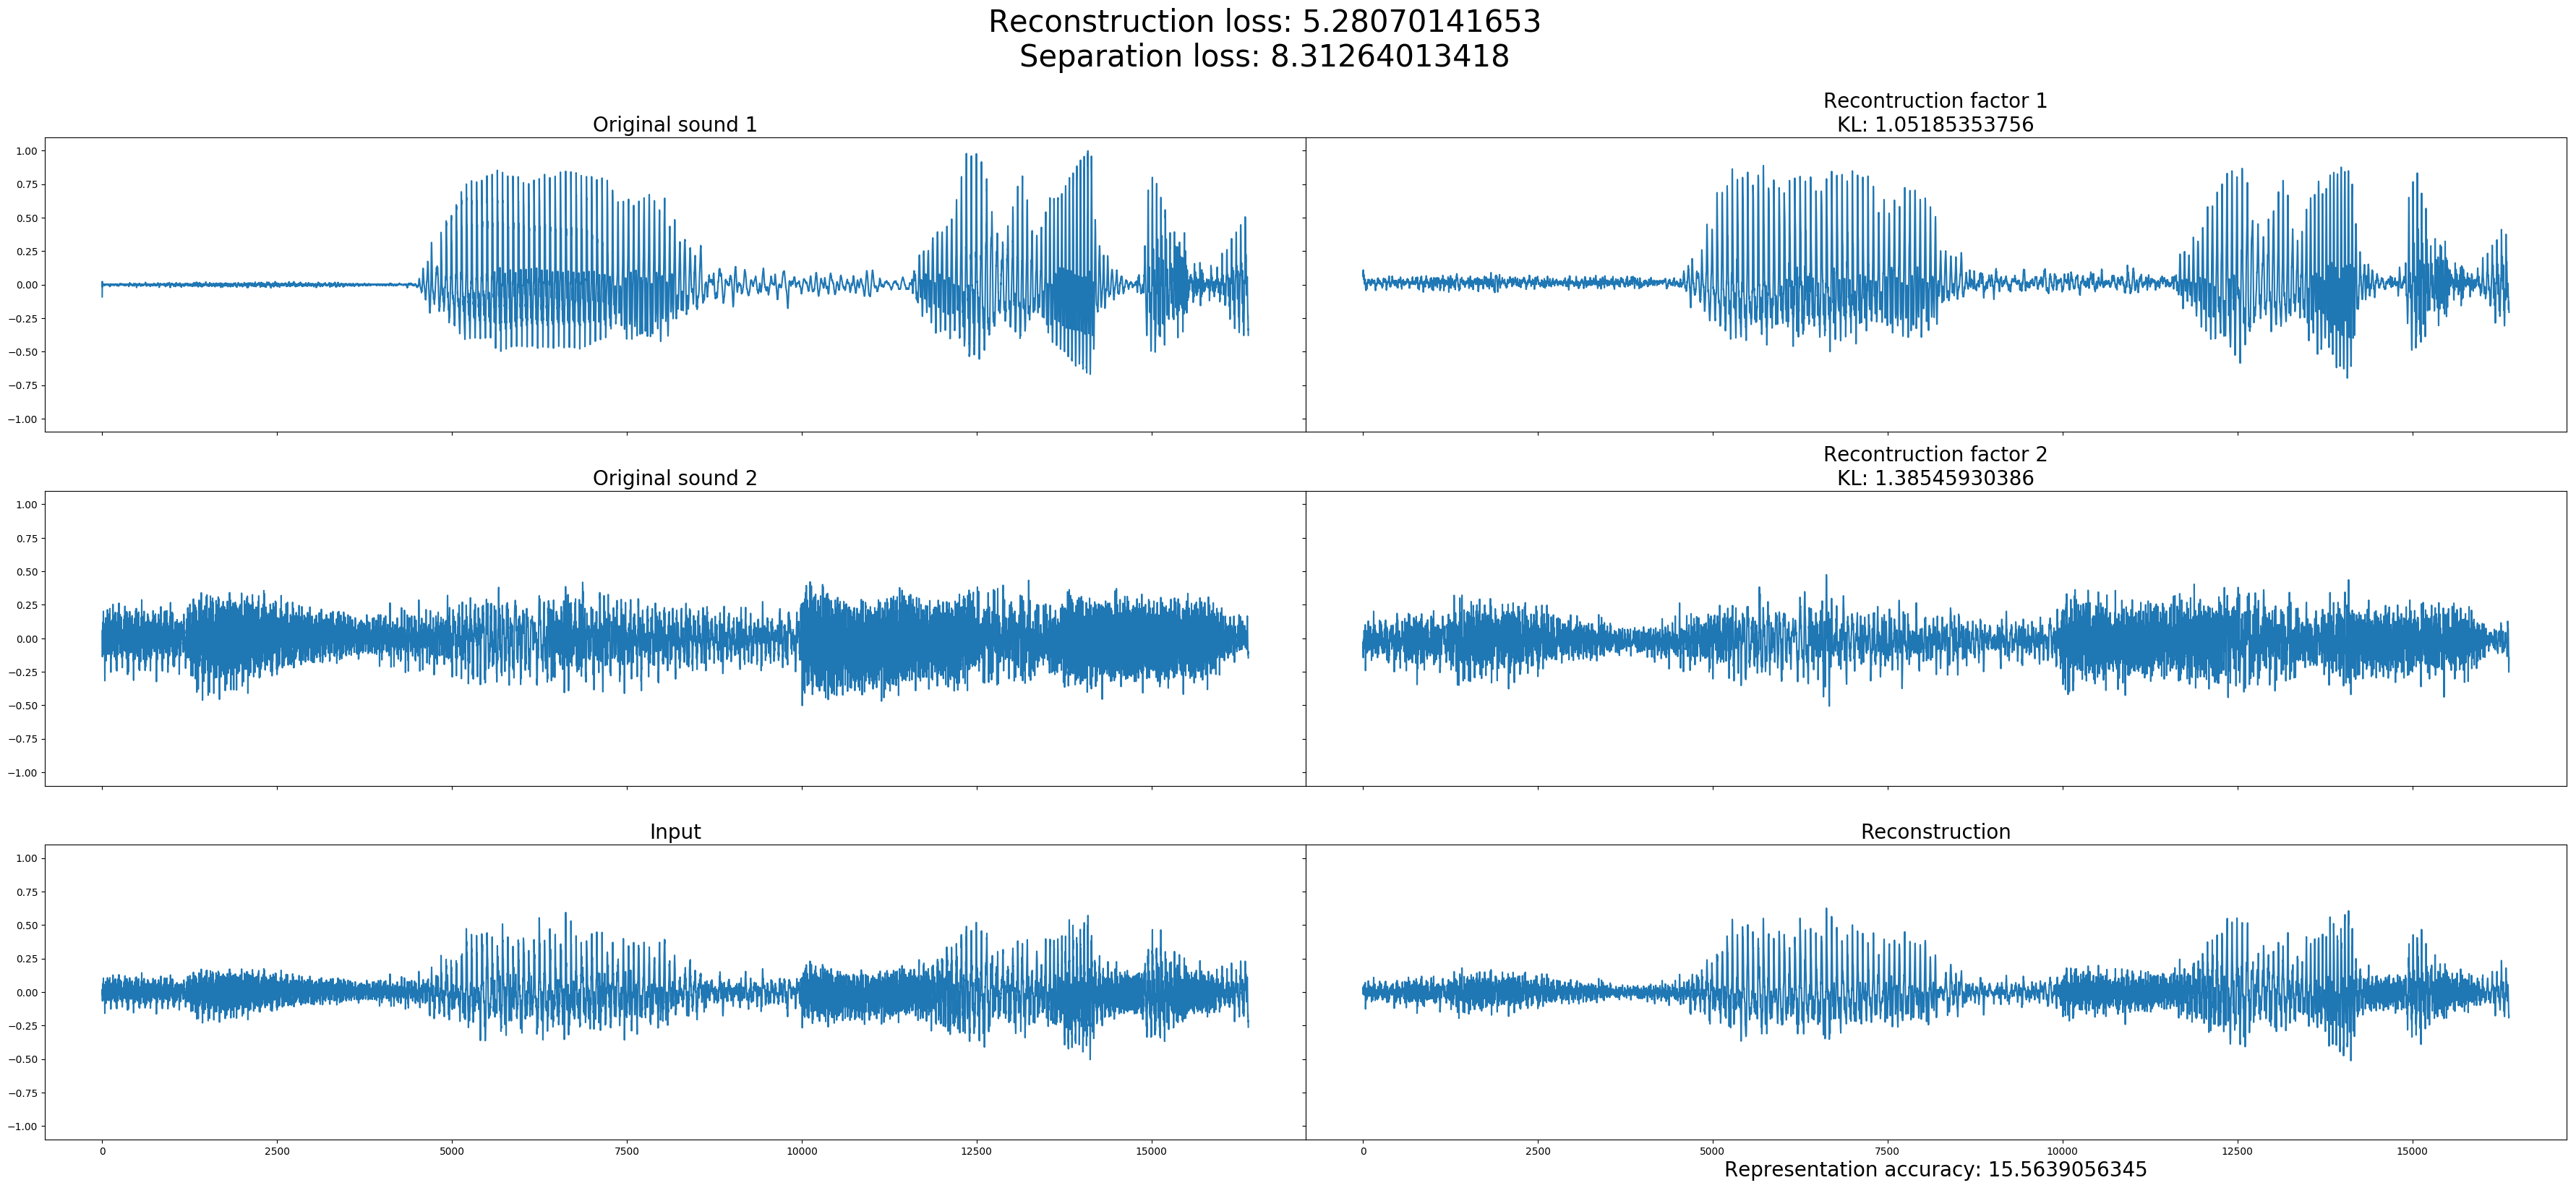 Reconstruction loss: 5.28070141653
Separation loss: 8.31264013418
Original sound 1
Recontruction factor 1
KL: 1.05185353756
1.00
0.75
0.50
0.25
0.00
−0.25
−0.50
−0.75
−1.00
Original sound 2
Recontruction factor 2
KL: 1.38545930386
1.00
0.75
0.50
0.25
0.00
−0.25
−0.50
−0.75
−1.00
Input
Reconstruction
1.00
0.75
0.50
0.25
0.00
−0.25
−0.50
−0.75
−1.00
0 2500 5000 7500 10000 12500 15000
0 2500 5000 7500 10000 12500 15000
Representation accuracy: 15.5639056345